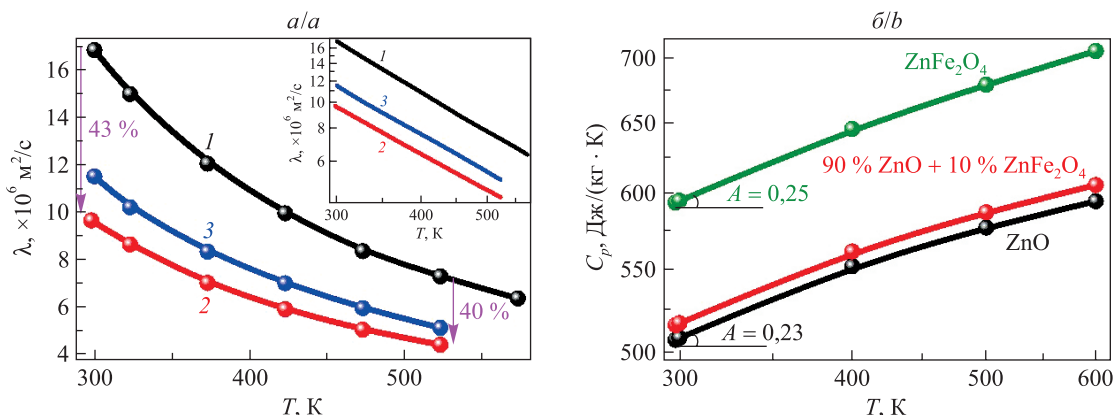 а/a
λ, ×10⁶ м²/с
16
14
12
10
8
6
4
43 %
40 %
1
3
2
300
400
500
T, К
λ, ×10⁶ м²/с
16
14
12
10
8
6
1
3
2
300
400
500
T, К
б/b
C_p, Дж/(кг · К)
700
650
600
550
500
ZnFe₂O₄
90 % ZnO + 10 % ZnFe₂O₄
A = 0,25
ZnO
A = 0,23
300
400
500
600
T, К